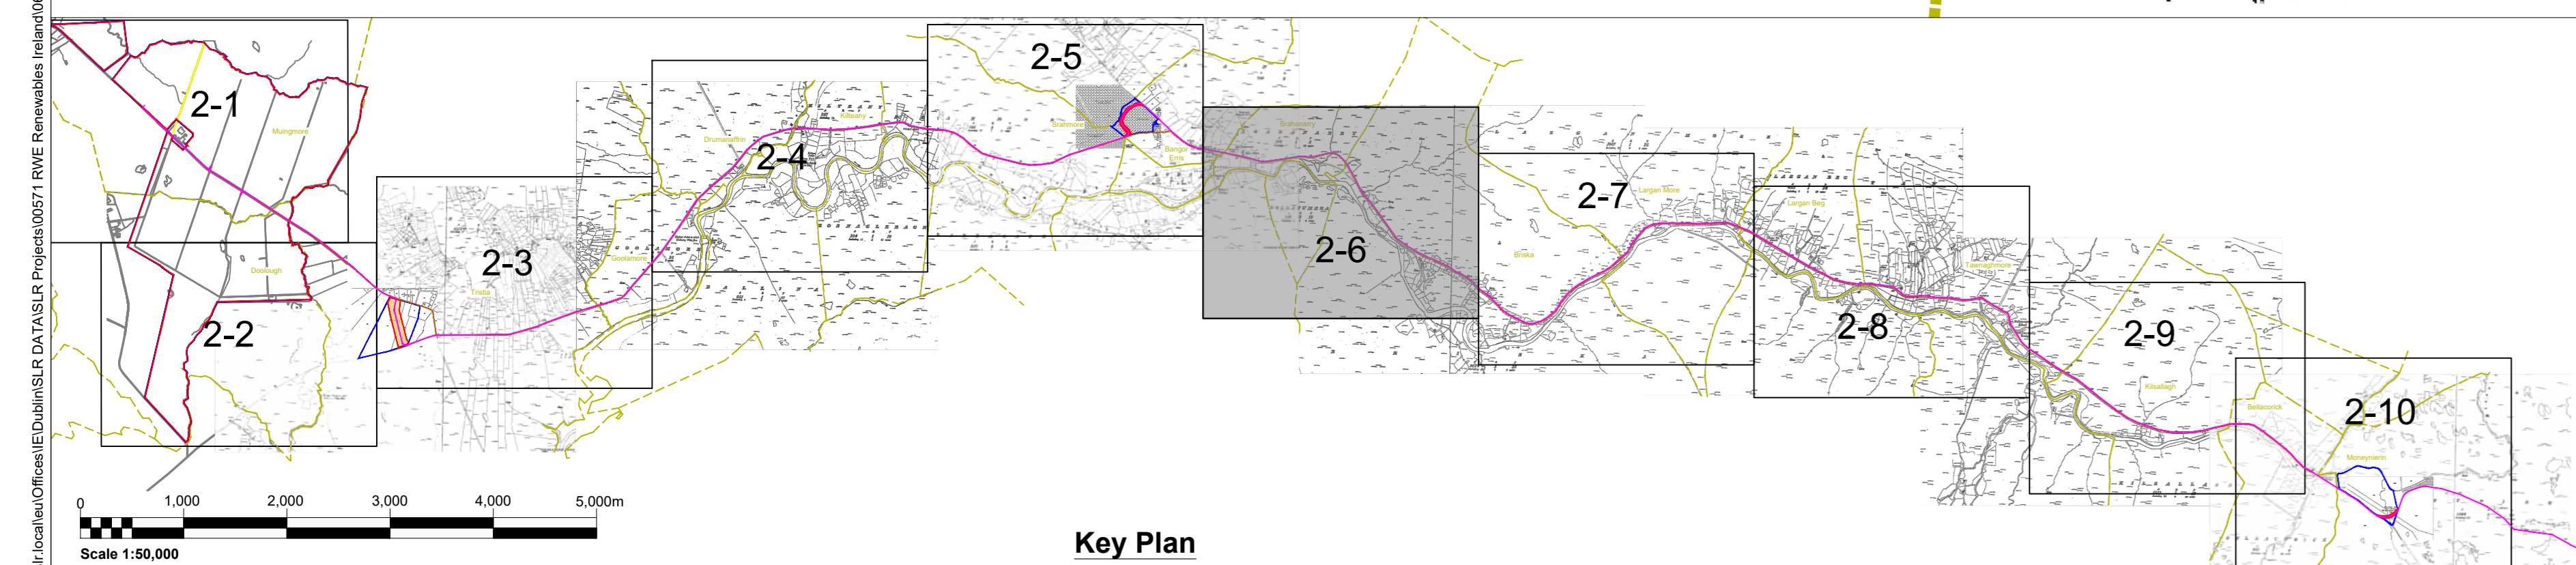 lr.local\eu\Offices\IE\Dublin\SLR DATA\SLR Projects\00571 RWE Renewables Ireland\06
2-1
Muingmore
2-2
Doolough
2-3
Tristia
Goolamore
2-4
Drumanaffrin
Kilteany
2-5
Srahmore
Bangor
Erris
2-6
Srahanarry
2-7
Largan More
Briska
2-8
Largan Beg
Tawnaghmore
2-9
Kilsallagh
2-10
Bellacorick
Moneynierin
0
1,000
2,000
3,000
4,000
5,000m
Scale 1:50,000
Key Plan